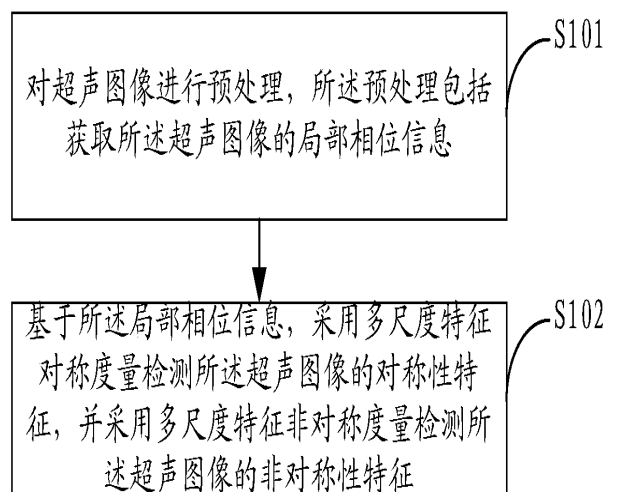 S101
对超声图像进行预处理，所述预处理包括
获取所述超声图像的局部相位信息
S102
基于所述局部相位信息，采用多尺度特征
对称度量检测所述超声图像的对称性特
征，并采用多尺度特征非对称度量检测所
述超声图像的非对称性特征